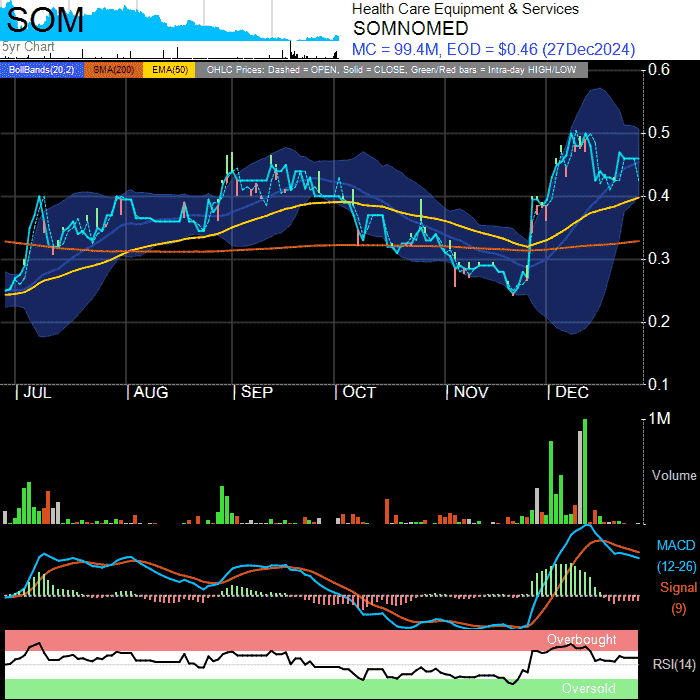 SOM
5yr Chart
Health Care Equipment & Services
SOMNOMED
MC = 99.4M, EOD = $0.46 (27Dec2024)
BollBands(20,2) SMA(200) EMA(50) OHLC Prices: Dashed = OPEN, Solid = CLOSE, Green/Red bars = Intra-day HIGH/LOW
0.6
0.5
0.4
0.3
0.2
0.1
JUL AUG SEP OCT NOV DEC
1M
Volume
MACD
(12-26)
Signal
(9)
Overbought
RSI(14)
Oversold